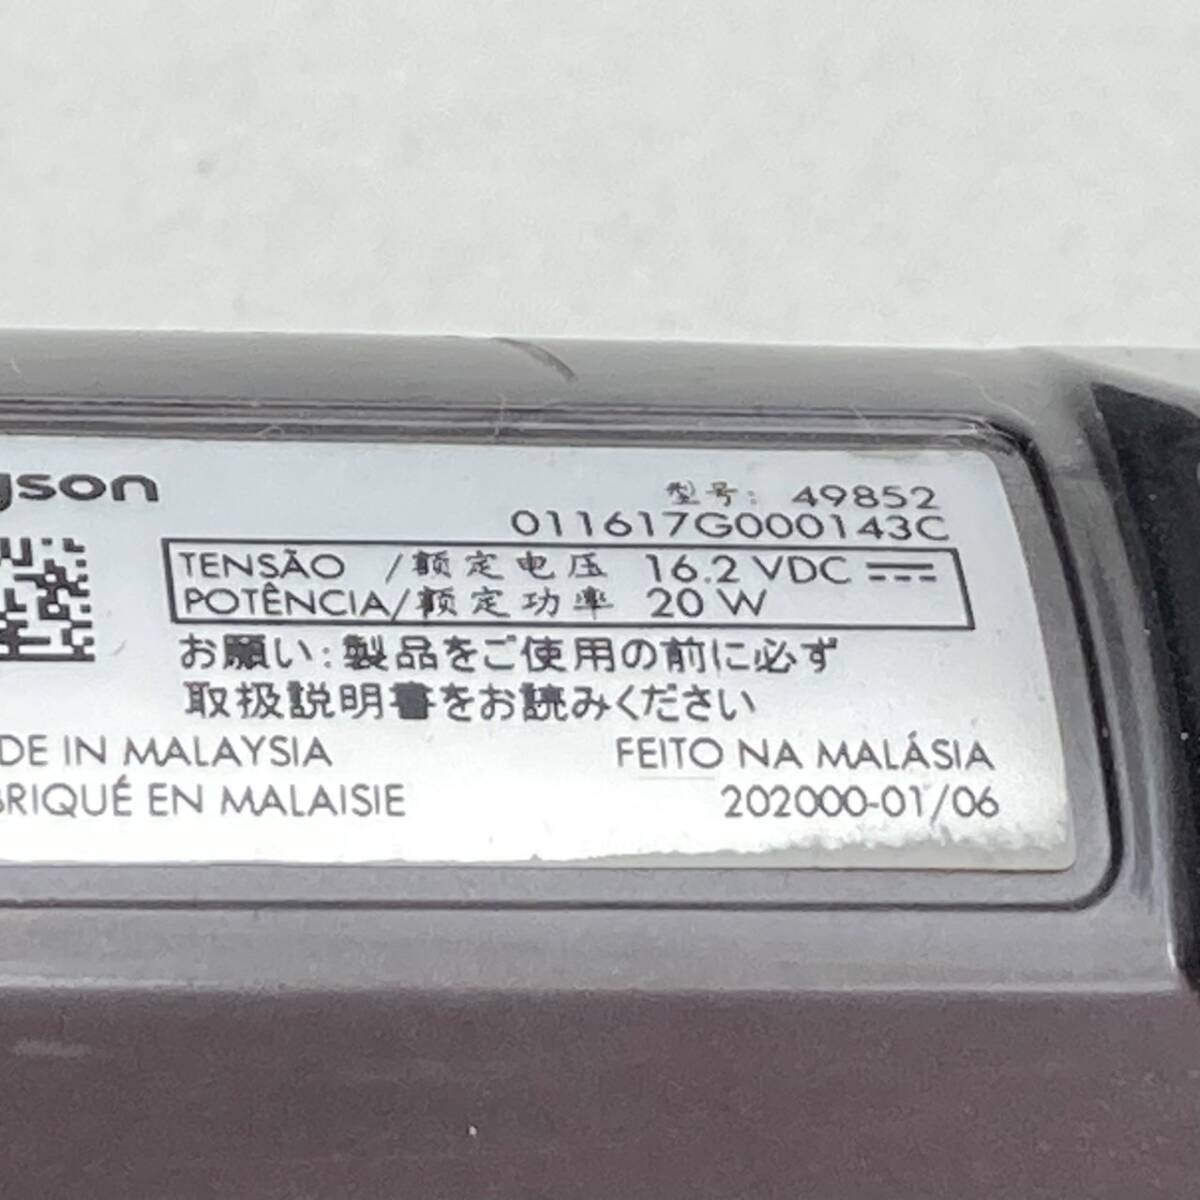 yson
型号: 49852
011617G000143C
TENSÃO /额定电压 16.2 VDC
POTÊNCIA/额定功率 20 W
お願い:製品をご使用の前に必ず
取扱説明書をお読みください
DE IN MALAYSIA FEITO NA MALÁSIA
BRIQUÉ EN MALAISIE 202000-01/06